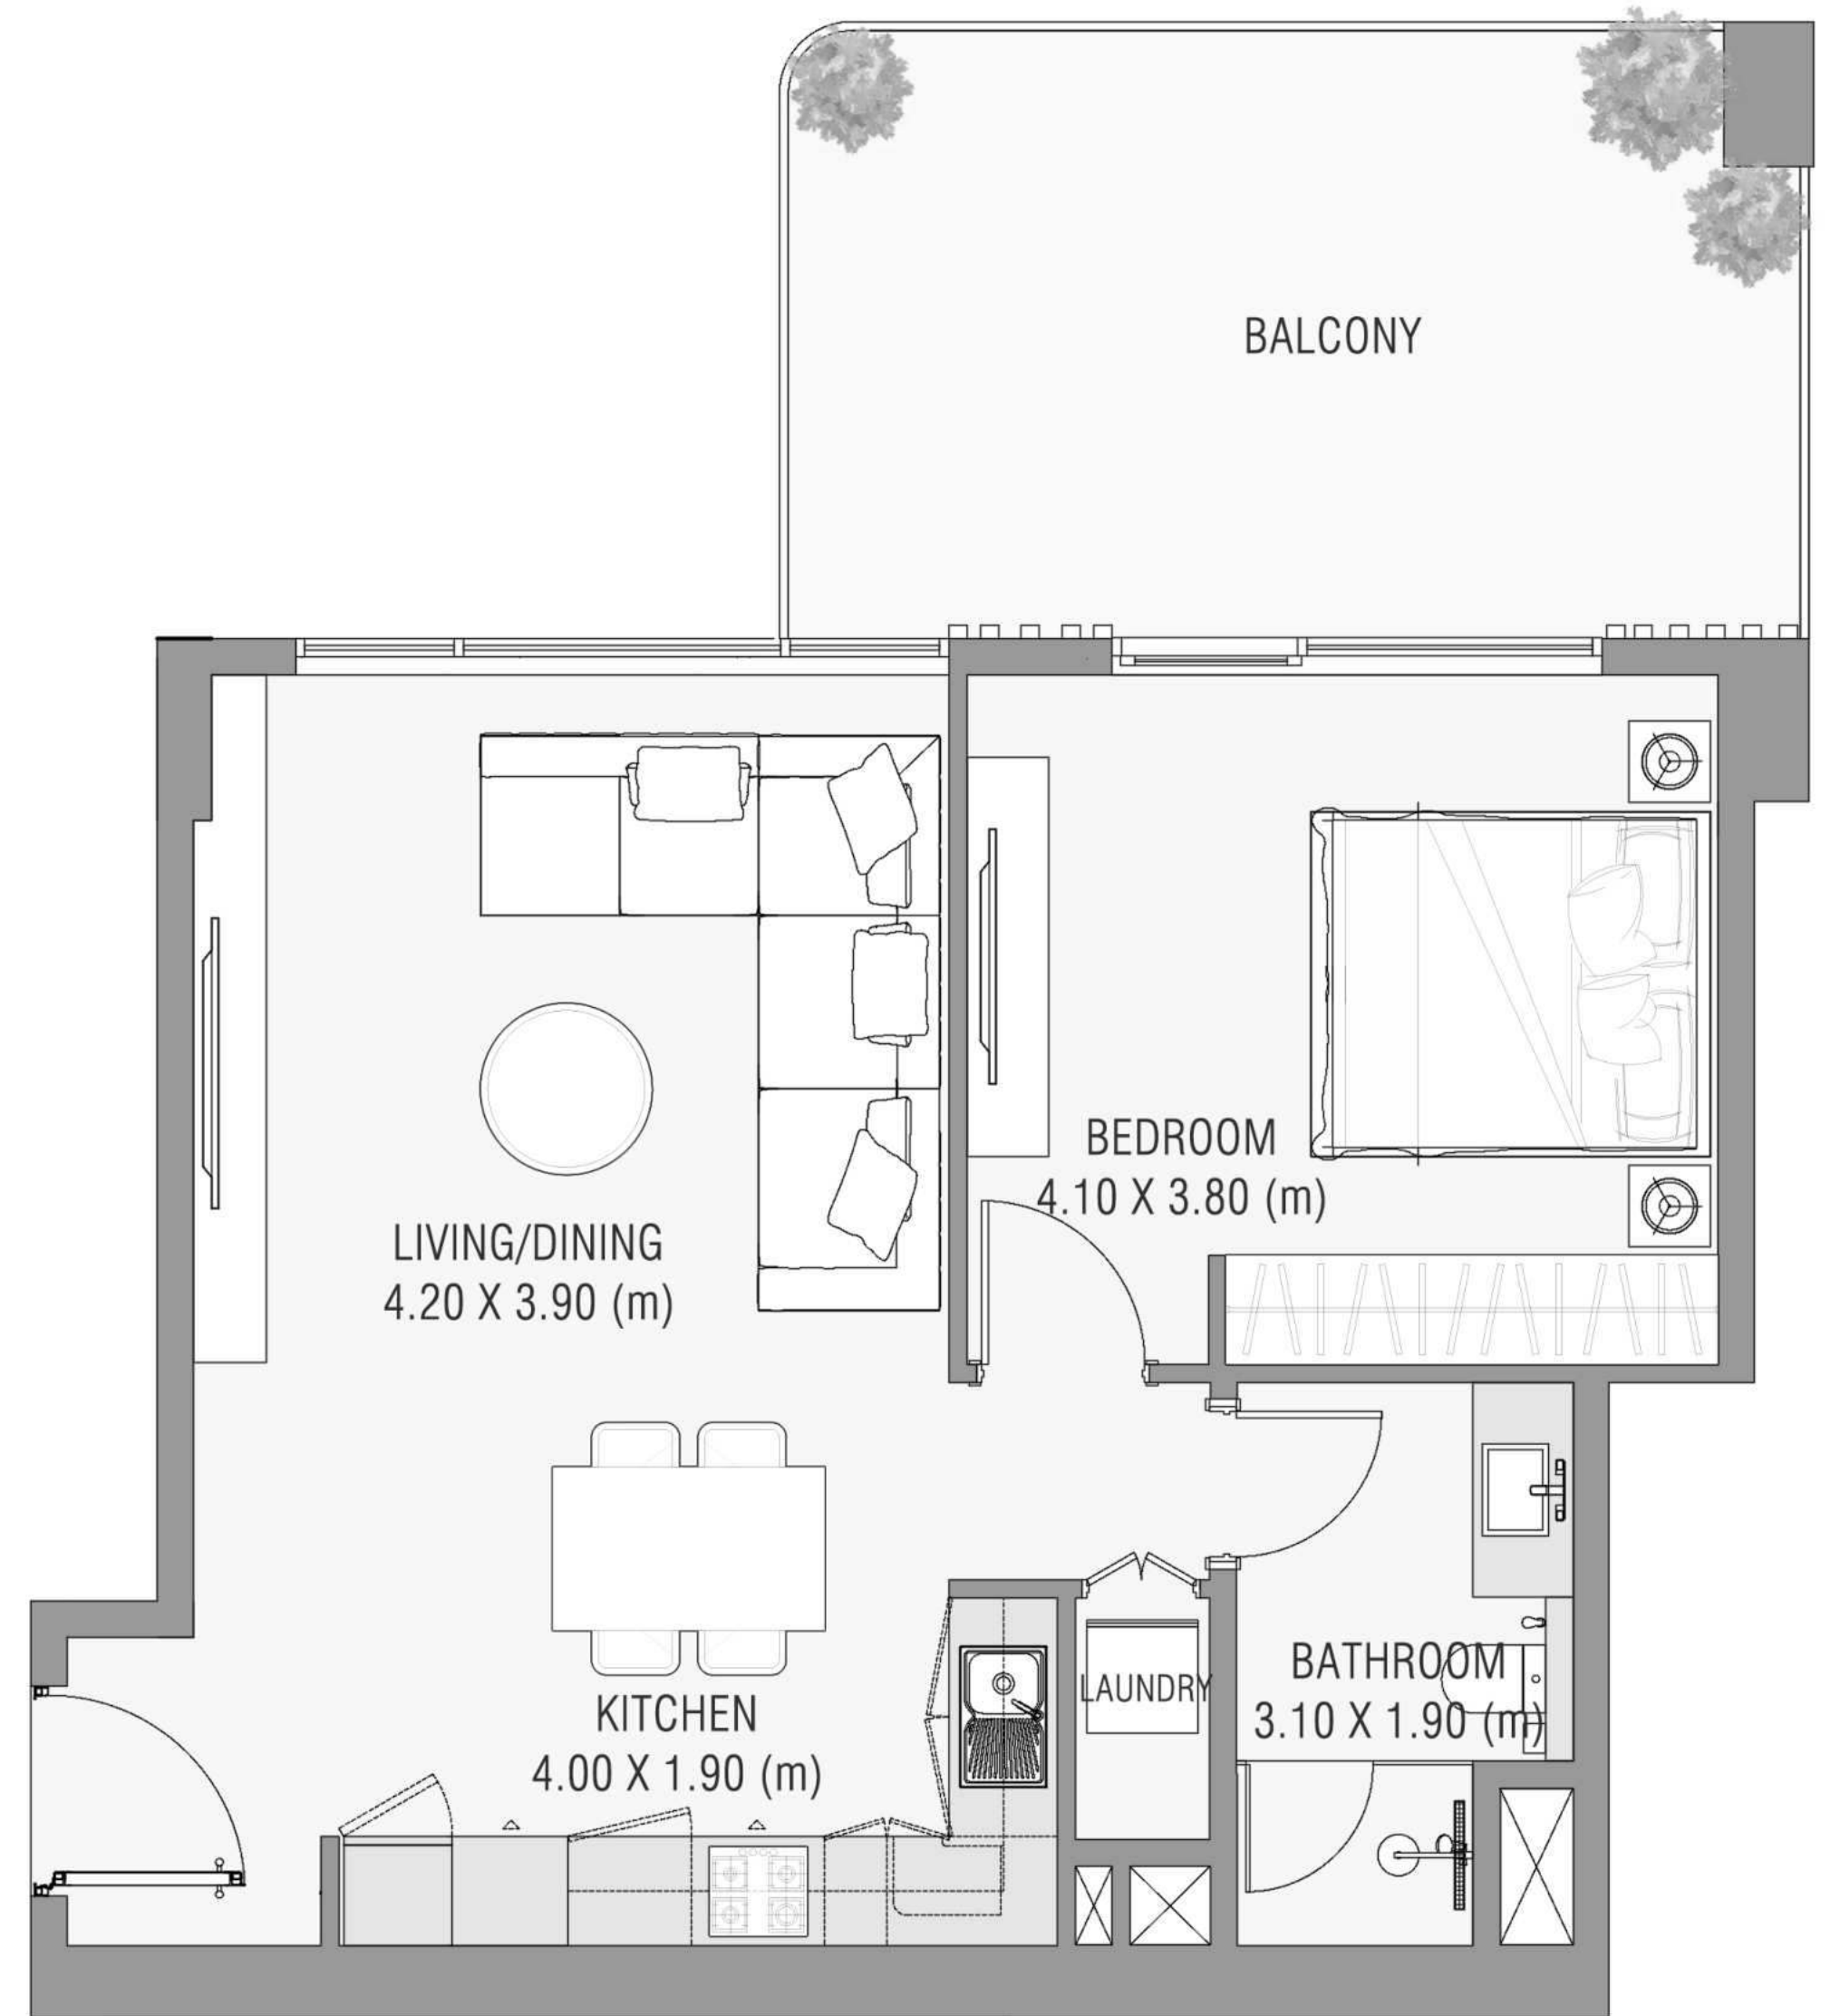 BALCONY
BEDROOM
4.10 X 3.80 (m)
LIVING/DINING
4.20 X 3.90 (m)
BATHROOM
3.10 X 1.90 (m)
LAUNDRY
KITCHEN
4.00 X 1.90 (m)